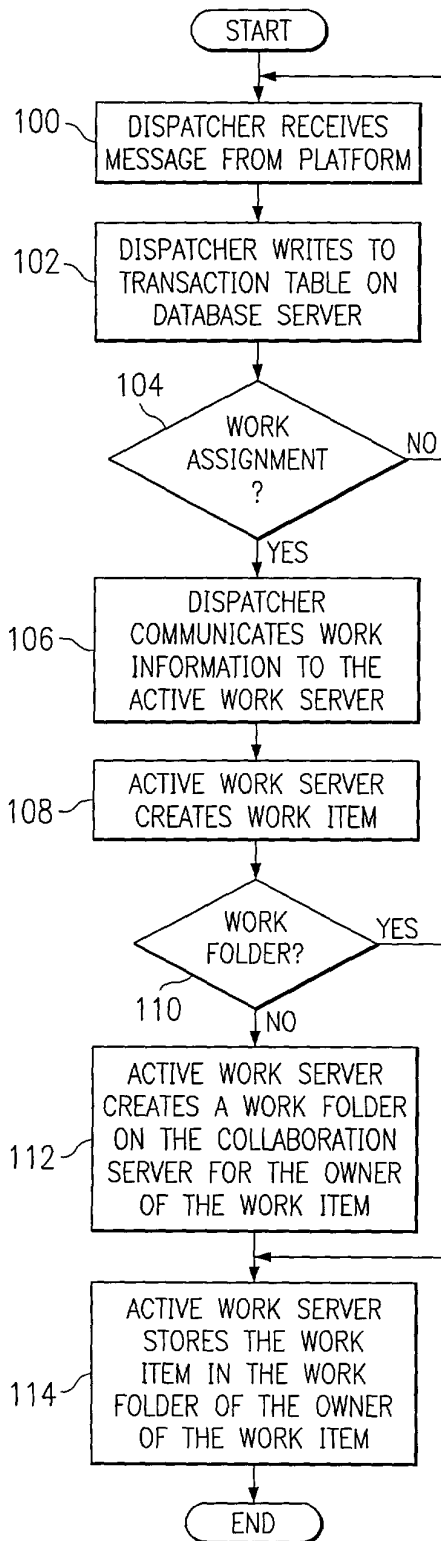 START
100
DISPATCHER RECEIVES
MESSAGE FROM PLATFORM
102
DISPATCHER WRITES TO
TRANSACTION TABLE ON
DATABASE SERVER
104
WORK
ASSIGNMENT
?
NO
YES
106
DISPATCHER
COMMUNICATES WORK
INFORMATION TO THE
ACTIVE WORK SERVER
108
ACTIVE WORK SERVER
CREATES WORK ITEM
WORK
FOLDER?
YES
110
NO
112
ACTIVE WORK SERVER
CREATES A WORK FOLDER
ON THE COLLABORATION
SERVER FOR THE OWNER
OF THE WORK ITEM
114
ACTIVE WORK SERVER
STORES THE WORK
ITEM IN THE WORK
FOLDER OF THE OWNER
OF THE WORK ITEM
END